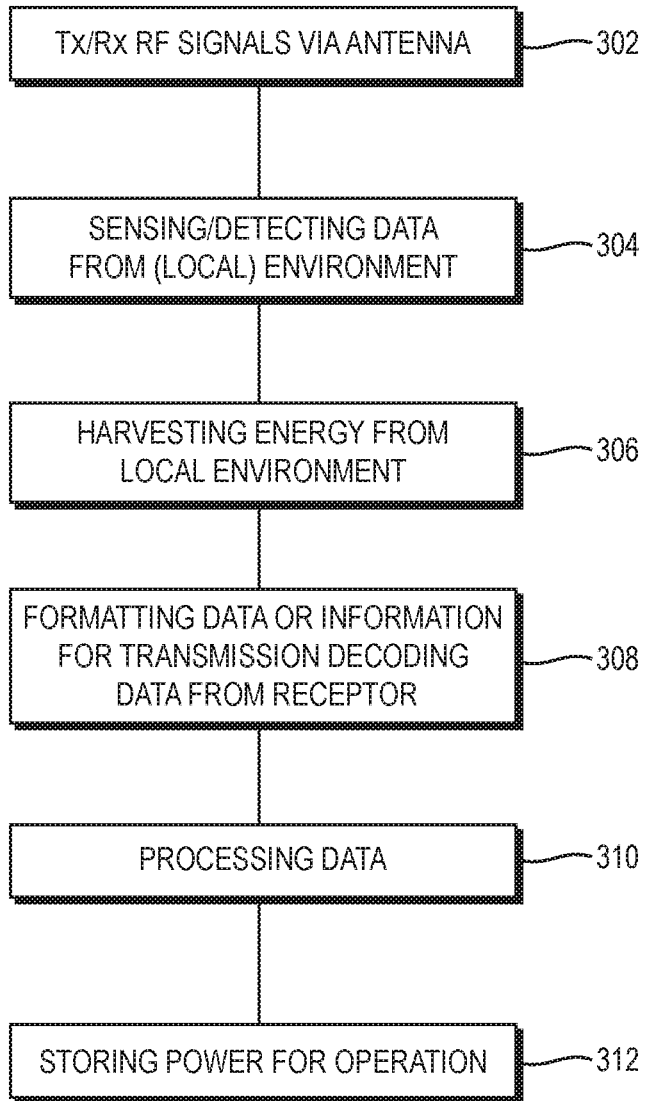 Tx/Rx RF SIGNALS VIA ANTENNA
302
SENSING/DETECTING DATA
FROM (LOCAL) ENVIRONMENT
304
HARVESTING ENERGY FROM
LOCAL ENVIRONMENT
306
FORMATTING DATA OR INFORMATION
FOR TRANSMISSION DECODING
DATA FROM RECEPTOR
308
PROCESSING DATA
310
STORING POWER FOR OPERATION
312